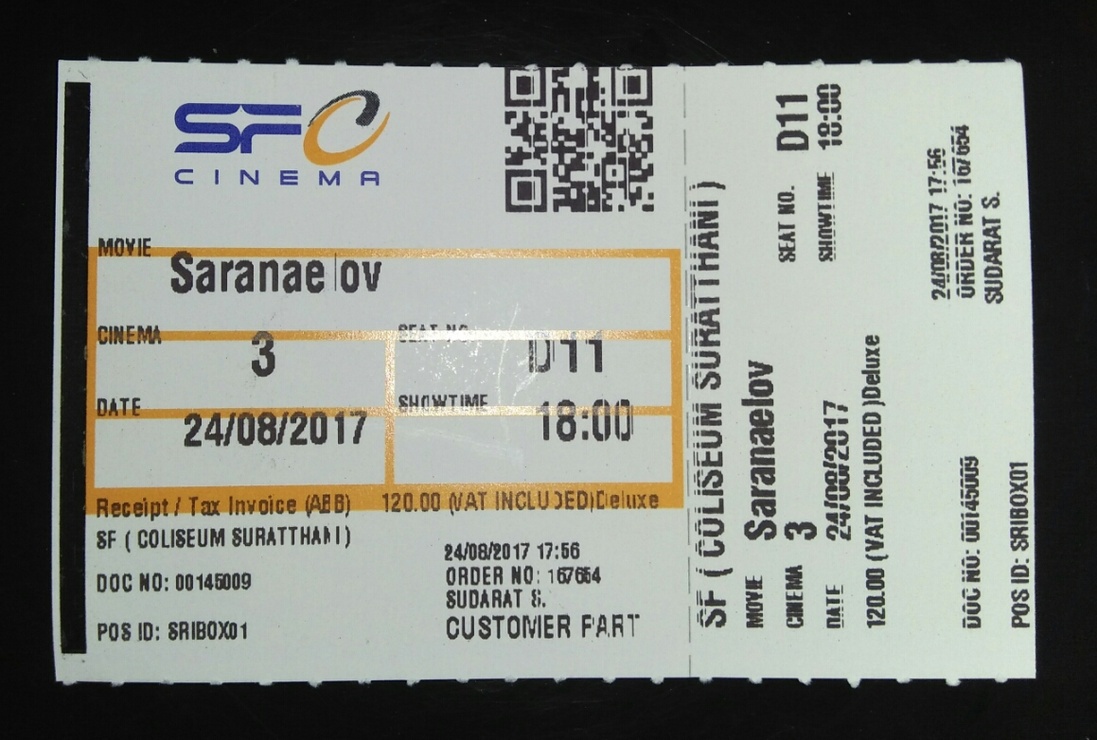 SFC
CINEMA
MOVIE
Saranaelov
CINEMA
3
SEAT NO.
D11
DATE
24/08/2017
SHOWTIME
18:00
Receipt / Tax Invoice (ABB) 120.00 (VAT INCLUDED)Deluxe
SF ( COLISEUM SURATTHANI )
24/08/2017 17:56
DOC NO: 00145009
ORDER NO: 167664
SUDARAT S.
POS ID: SRIBOX01
CUSTOMER PART
SF ( COLISEUM SURATTHANI )
MOVIE Saranaelov
CINEMA 3
SEAT NO. D11
DATE 24/08/2017
SHOWTIME 18:00
120.00 (VAT INCLUDED )Deluxe
24/08/2017 17:56
DOC NO: 00145009
ORDER NO: 167664
POS ID: SRIBOX01
SUDARAT S.